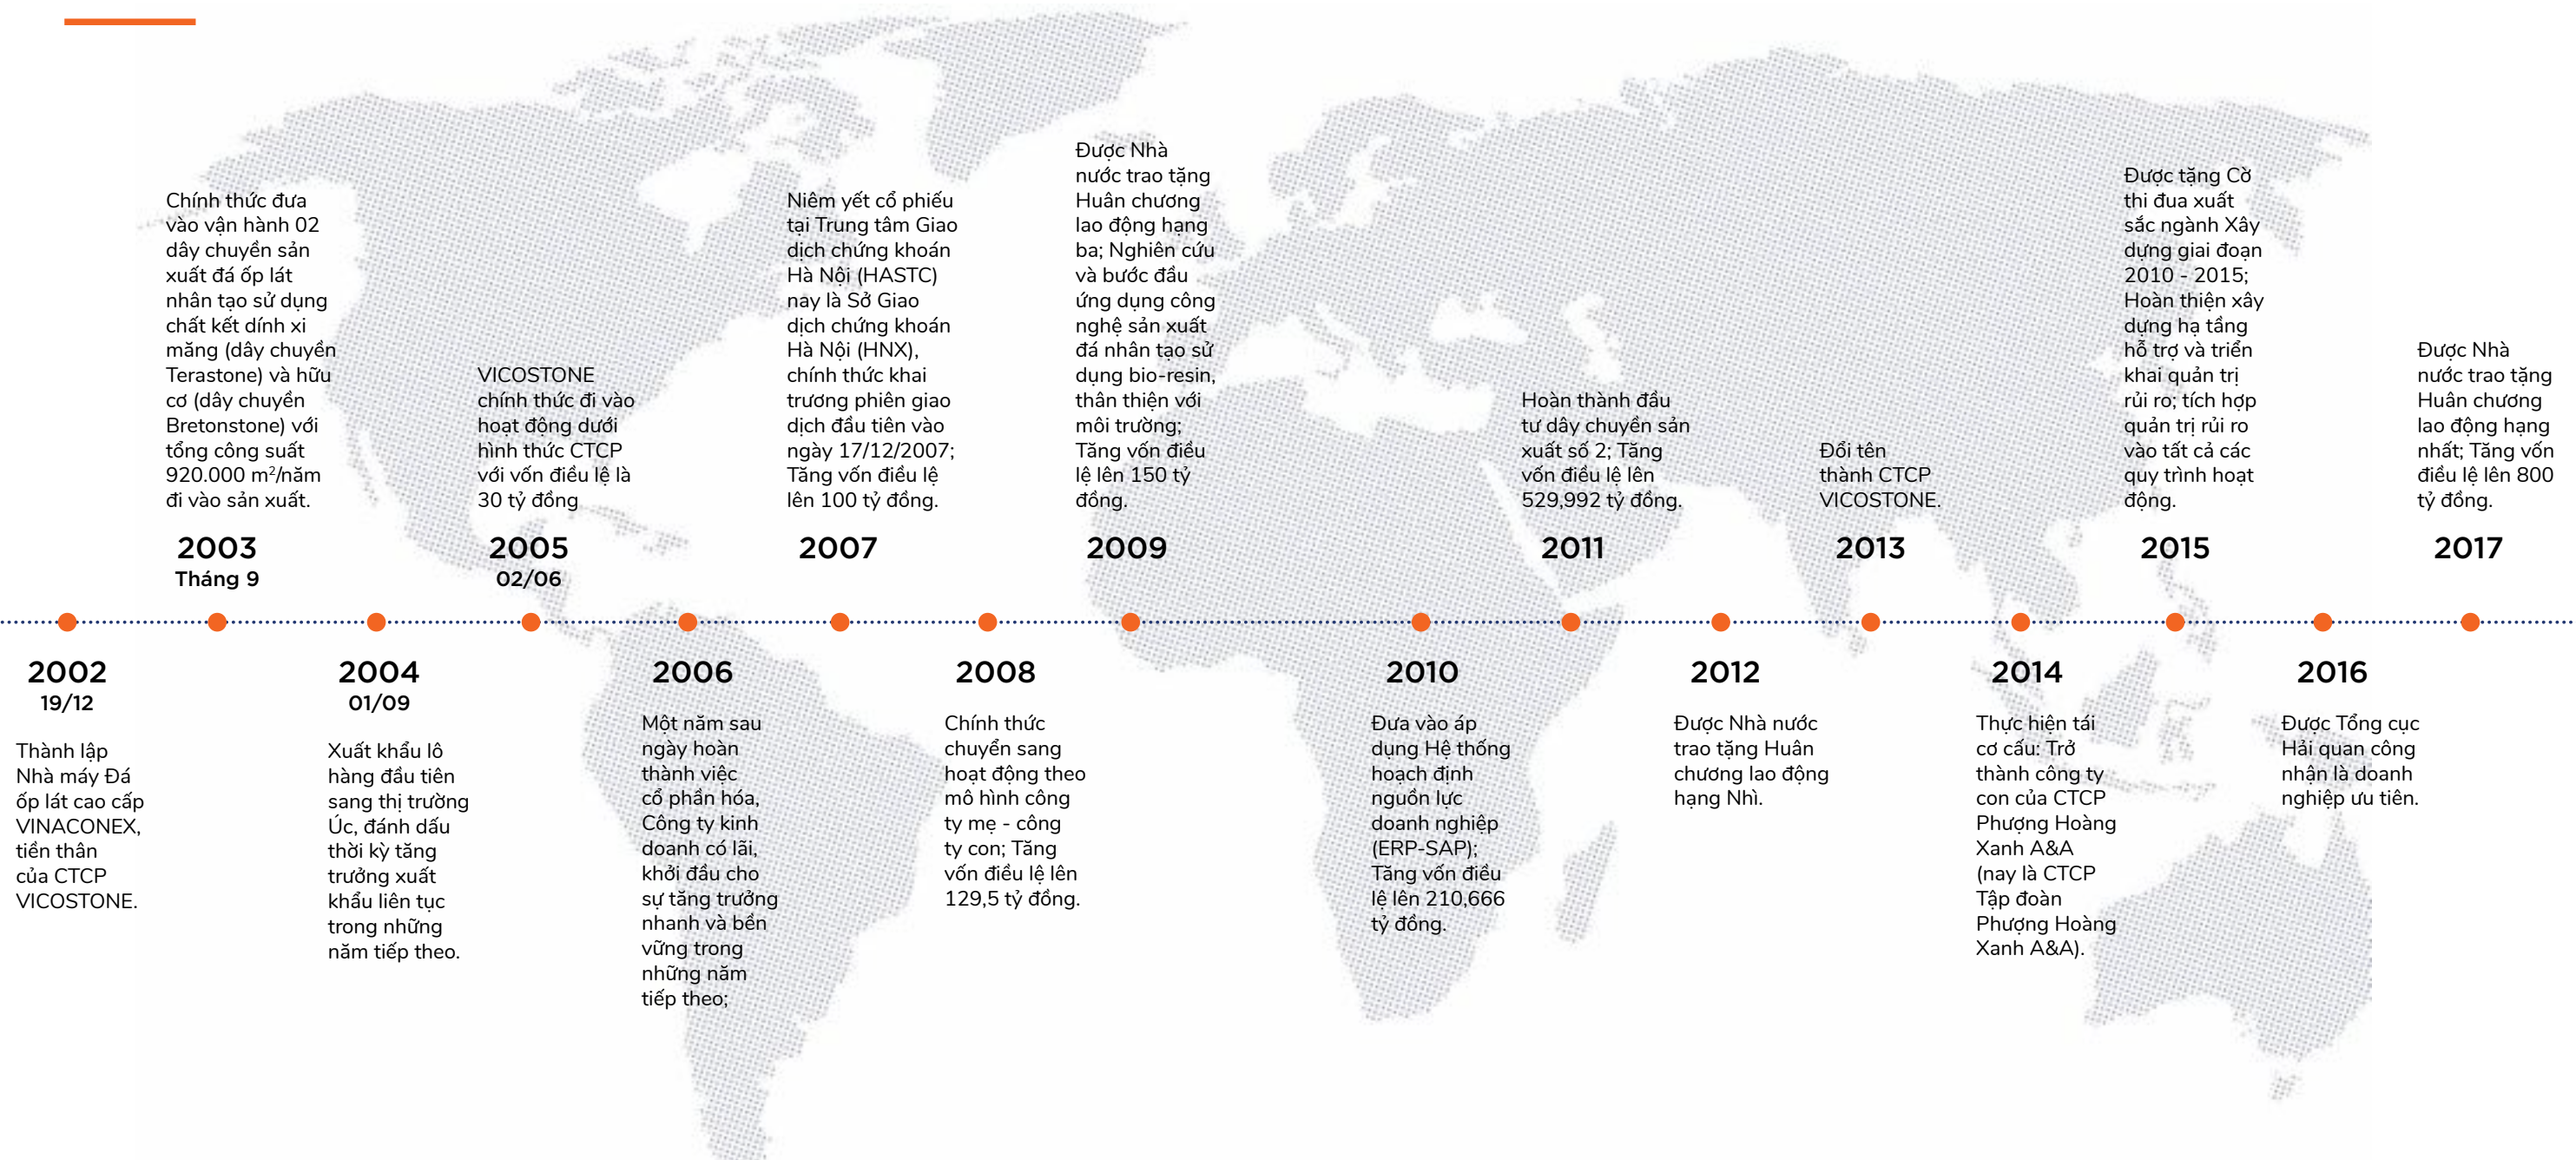 Chính thức đưa
vào vận hành 02
dây chuyền sản
xuất đá ốp lát
nhân tạo sử dụng
chất kết dính xi
măng (dây chuyền
Terastone) và hữu
cơ (dây chuyền
Bretonstone) với
tổng công suất
920.000 m²/năm
đi vào sản xuất.
2003
Tháng 9
VICOSTONE
chính thức đi vào
hoạt động dưới
hình thức CTCP
với vốn điều lệ là
30 tỷ đồng
2005
02/06
Niêm yết cổ phiếu
tại Trung tâm Giao
dịch chứng khoán
Hà Nội (HASTC)
nay là Sở Giao
dịch chứng khoán
Hà Nội (HNX),
chính thức khai
trương phiên giao
dịch đầu tiên vào
ngày 17/12/2007;
Tăng vốn điều lệ
lên 100 tỷ đồng.
2007
Được Nhà
nước trao tặng
Huân chương
lao động hạng
ba; Nghiên cứu
và bước đầu
ứng dụng công
nghệ sản xuất
đá nhân tạo sử
dụng bio-resin,
thân thiện với
môi trường;
Tăng vốn điều
lệ lên 150 tỷ
đồng.
2009
Hoàn thành đầu
tư dây chuyền sản
xuất số 2; Tăng
vốn điều lệ lên
529,992 tỷ đồng.
2011
Đổi tên
thành CTCP
VICOSTONE.
2013
Được tặng Cờ
thi đua xuất
sắc ngành Xây
dựng giai đoạn
2010 - 2015;
Hoàn thiện xây
dựng hạ tầng
hỗ trợ và triển
khai quản trị
rủi ro; tích hợp
quản trị rủi ro
vào tất cả các
quy trình hoạt
động.
2015
Được Nhà
nước trao tặng
Huân chương
lao động hạng
nhất; Tăng vốn
điều lệ lên 800
tỷ đồng.
2017
2002
19/12
Thành lập
Nhà máy Đá
ốp lát cao cấp
VINACONEX,
tiền thân
của CTCP
VICOSTONE.
2004
01/09
Xuất khẩu lô
hàng đầu tiên
sang thị trường
Úc, đánh dấu
thời kỳ tăng
trưởng xuất
khẩu liên tục
trong những
năm tiếp theo.
2006
Một năm sau
ngày hoàn
thành việc
cổ phần hóa,
Công ty kinh
doanh có lãi,
khởi đầu cho
sự tăng trưởng
nhanh và bền
vững trong
những năm
tiếp theo;
2008
Chính thức
chuyển sang
hoạt động theo
mô hình công
ty mẹ - công
ty con; Tăng
vốn điều lệ lên
129,5 tỷ đồng.
2010
Đưa vào áp
dụng Hệ thống
hoạch định
nguồn lực
doanh nghiệp
(ERP-SAP);
Tăng vốn điều
lệ lên 210,666
tỷ đồng.
2012
Được Nhà nước
trao tặng Huân
chương lao động
hạng Nhì.
2014
Thực hiện tái
cơ cấu: Trở
thành công ty
con của CTCP
Phượng Hoàng
Xanh A&A
(nay là CTCP
Tập đoàn
Phượng Hoàng
Xanh A&A).
2016
Được Tổng cục
Hải quan công
nhận là doanh
nghiệp ưu tiên.